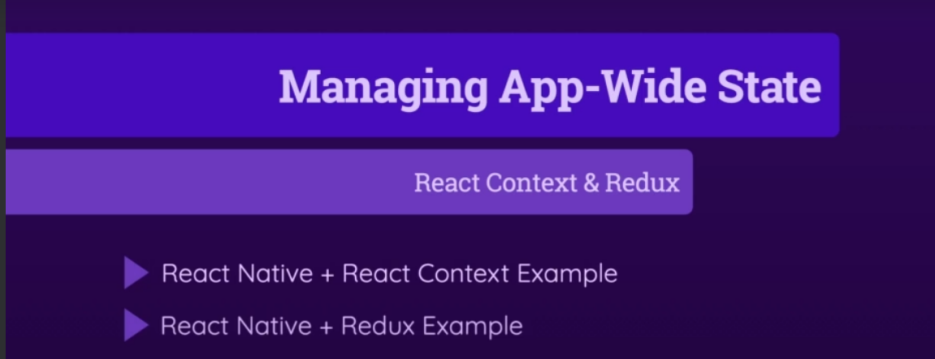 Managing App-Wide State
React Context & Redux
React Native + React Context Example
React Native + Redux Example